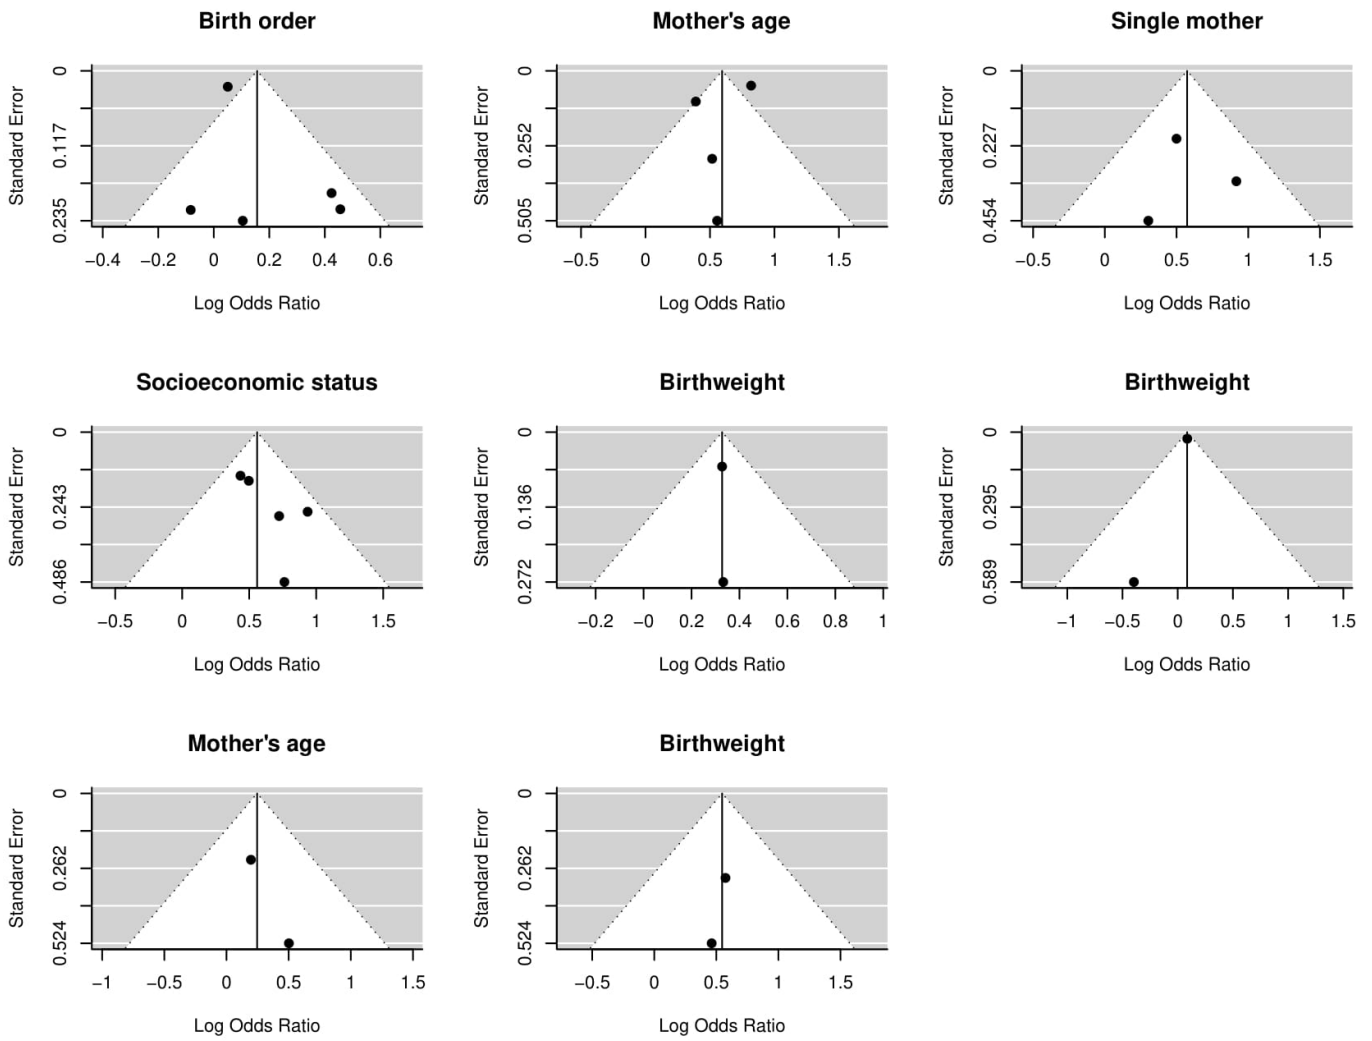 Birth order
Standard Error
0
0.117
0.235
−0.4 −0.2 0 0.2 0.4 0.6
Log Odds Ratio
Mother's age
Standard Error
0
0.252
0.505
−0.5 0 0.5 1 1.5
Log Odds Ratio
Single mother
Standard Error
0
0.227
0.454
−0.5 0 0.5 1 1.5
Log Odds Ratio
Socioeconomic status
Standard Error
0
0.243
0.486
−0.5 0 0.5 1 1.5
Log Odds Ratio
Birthweight
Standard Error
0
0.136
0.272
−0.2 −0 0.2 0.4 0.6 0.8 1
Log Odds Ratio
Birthweight
Standard Error
0
0.295
0.589
−1 −0.5 0 0.5 1 1.5
Log Odds Ratio
Mother's age
Standard Error
0
0.262
0.524
−1 −0.5 0 0.5 1 1.5
Log Odds Ratio
Birthweight
Standard Error
0
0.262
0.524
−0.5 0 0.5 1 1.5
Log Odds Ratio